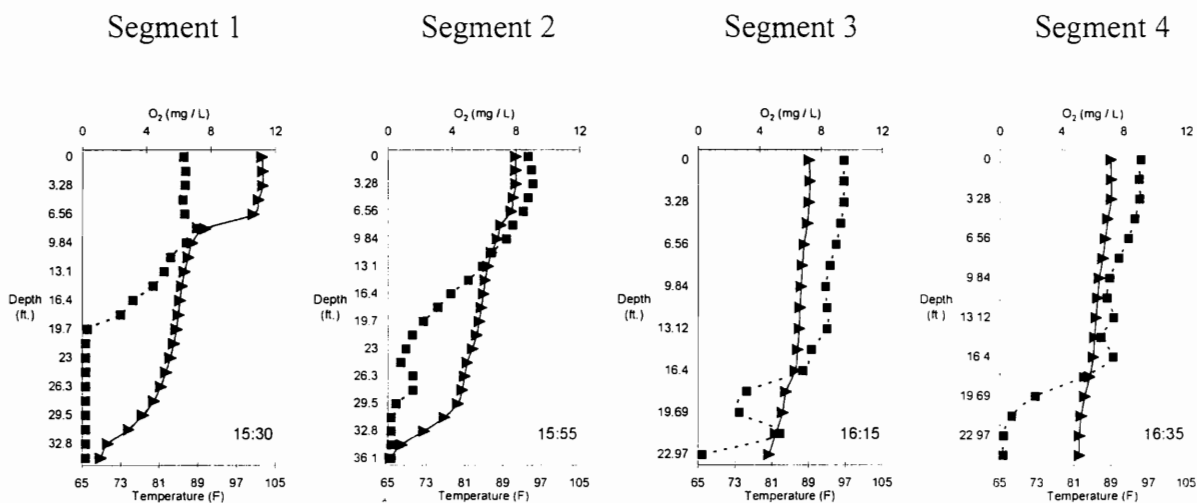 Segment 1
Segment 2
Segment 3
Segment 4
O2 (mg / L)
0 4 8 12
0
3.28
6.56
9.84
13.1
16.4
19.7
23
26.3
29.5
32.8
Depth
(ft.)
15:30
65 73 81 89 97 105
Temperature (F)
O2 (mg / L)
0 4 8 12
0
3.28
6.56
9 84
13 1
16.4
19.7
23
26.3
29.5
32.8
36 1
Depth
(ft.)
15:55
65 73 81 89 97 105
Temperature (F)
O2 (mg / L)
0 4 8 12
0
3.28
6.56
9.84
13.12
16.4
19.69
22.97
Depth
(ft.)
16:15
65 73 81 89 97 105
Temperature (F)
O2 (mg / L)
0 4 8 12
0
3 28
6 56
9 84
13 12
16 4
19 69
22 97
Depth
(ft )
16:35
65 73 81 89 97 105
Temperature (F)